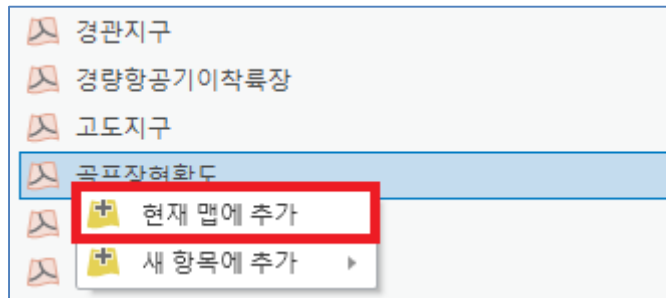 경관지구
경량항공기이착륙장
고도지구
골프장현황도
현재 맵에 추가
새 항목에 추가